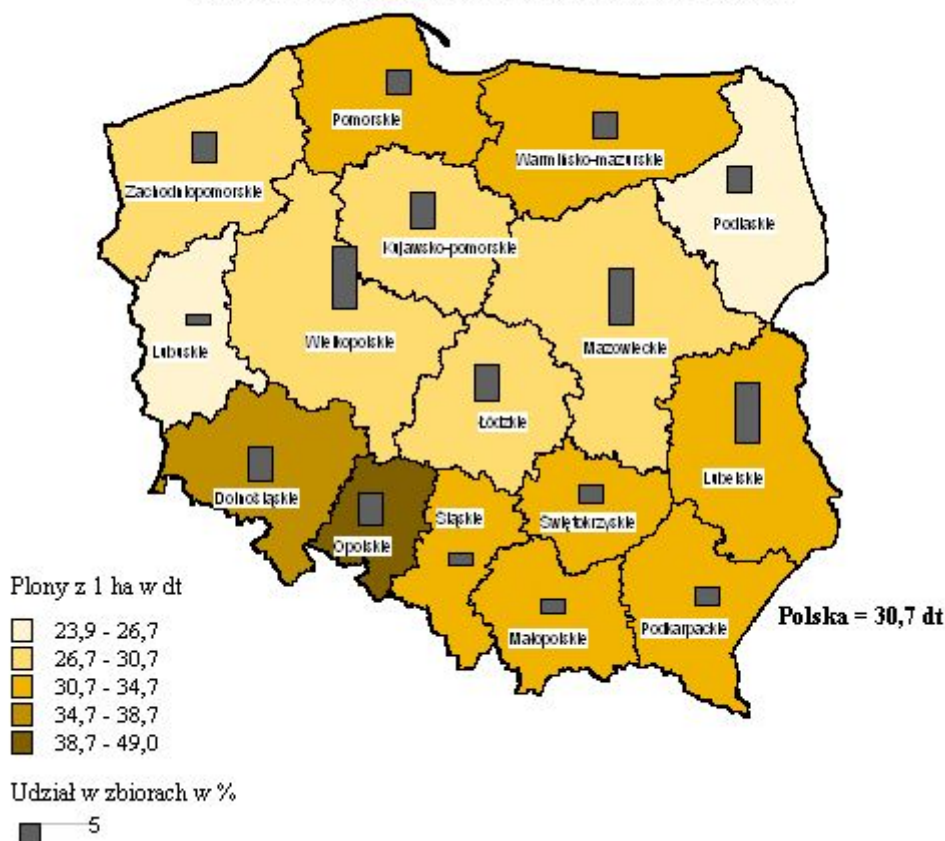 Pomorskie
Warmińsko-mazurskie
Zachodniopomorskie
Podlaskie
Kujawsko-pomorskie
Lubuskie
Wielkopolskie
Mazowieckie
Łódzkie
Lubelskie
Dolnośląskie
Opolskie
Śląskie
Świętokrzyskie
Małopolskie
Podkarpackie
Polska = 30,7 dt
Plony z 1 ha w dt
23,9 - 26,7
26,7 - 30,7
30,7 - 34,7
34,7 - 38,7
38,7 - 49,0
Udział w zbiorach w %
5